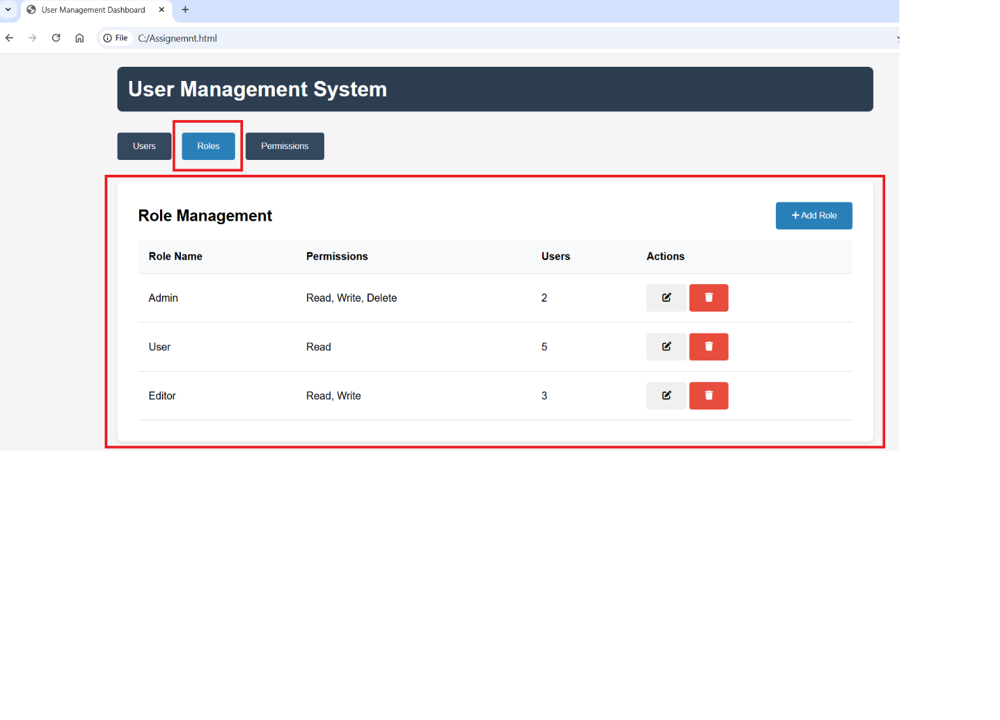 User Management Dashboard
File C:/Assignemnt.html
User Management System
Users Roles Permissions
Role Management
Add Role
Role Name Permissions Users Actions
Admin Read, Write, Delete 2
User Read 5
Editor Read, Write 3